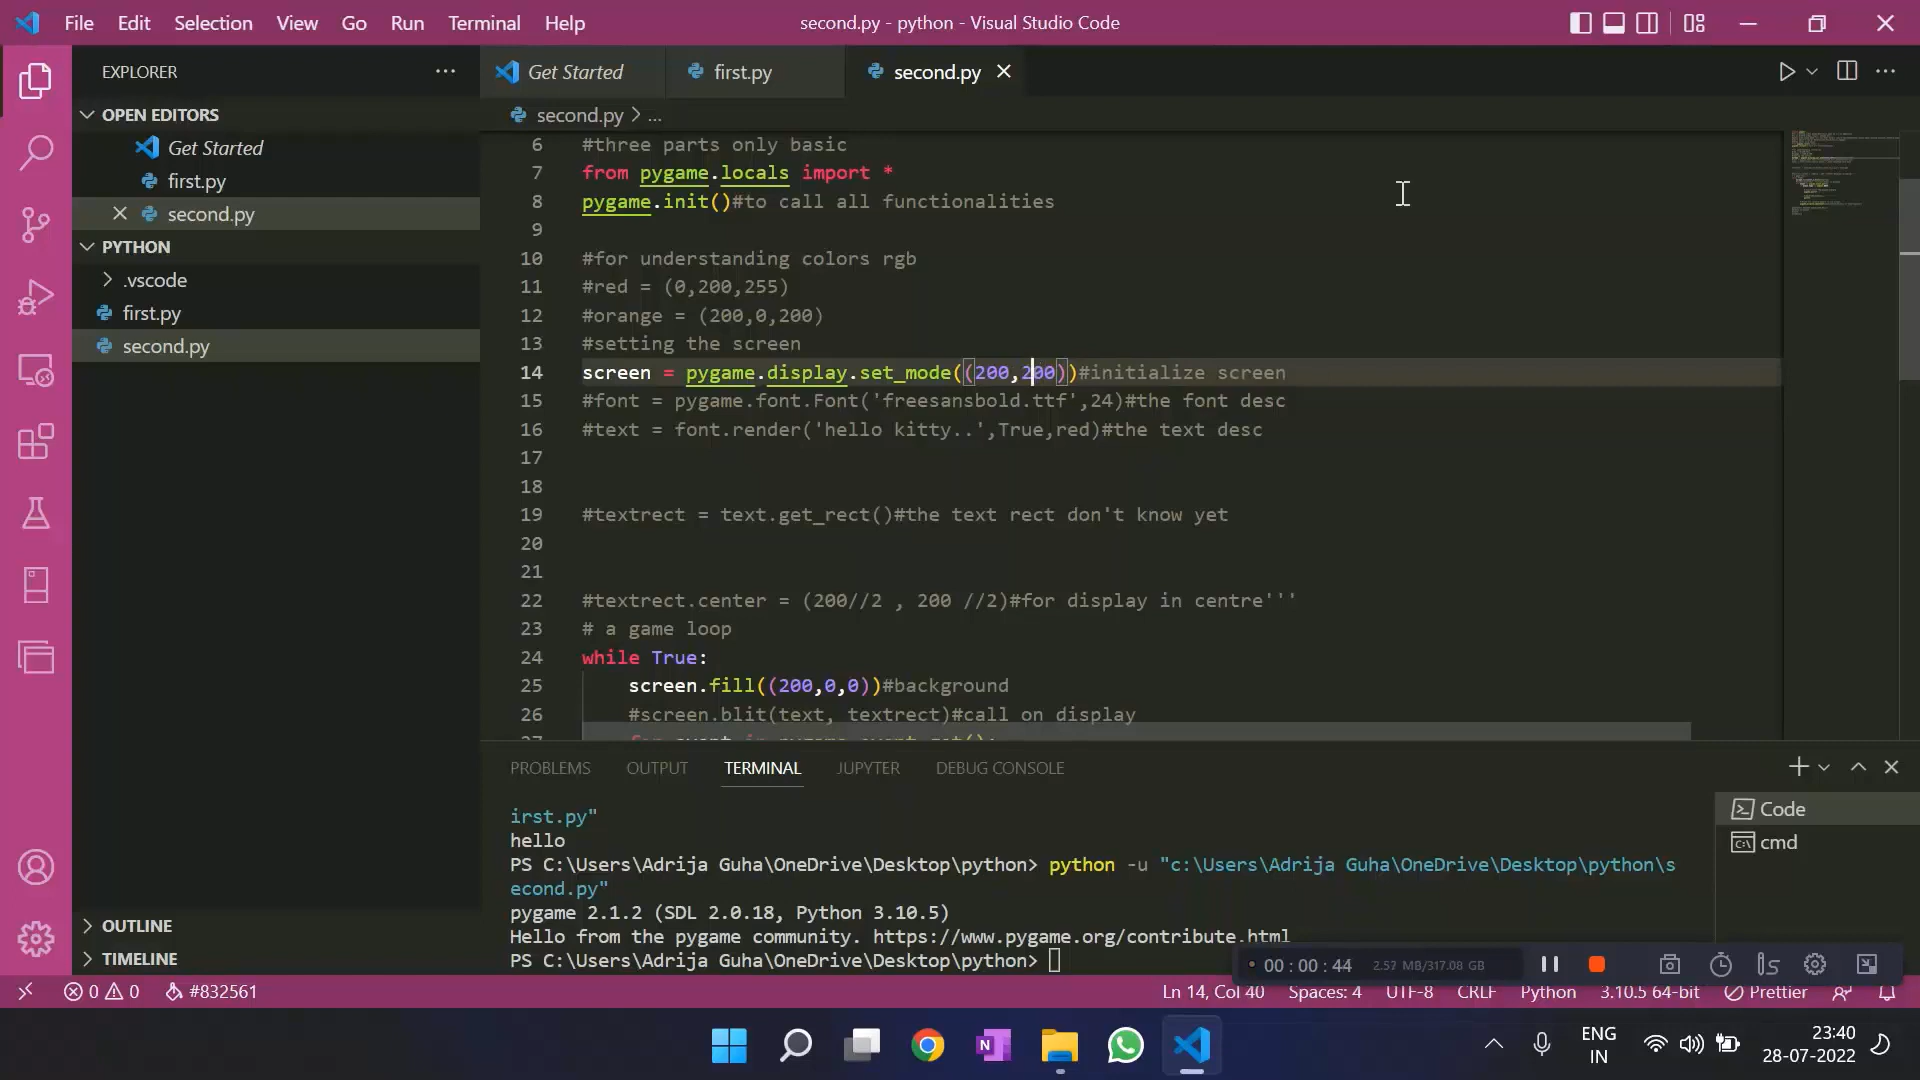 File Edit Selection View Go Run Terminal Help
second.py - python - Visual Studio Code
EXPLORER
Get Started
first.py
second.py
OPEN EDITORS
Get Started
first.py
second.py
PYTHON
.vscode
first.py
second.py
OUTLINE
TIMELINE
second.py > ...
6 #three parts only basic
7 from pygame.locals import *
8 pygame.init()#to call all functionalities
9
10 #for understanding colors rgb
11 #red = (0,200,255)
12 #orange = (200,0,200)
13 #setting the screen
14 screen = pygame.display.set_mode((200,200))#initialize screen
15 #font = pygame.font.Font('freesansbold.ttf',24)#the font desc
16 #text = font.render('hello kitty..',True,red)#the text desc
17
18
19 #textrect = text.get_rect()#the text rect don't know yet
20
21
22 #textrect.center = (200//2 , 200 //2)#for display in centre'''
23 # a game loop
24 while True:
25 screen.fill((200,0,0))#background
26 #screen.blit(text, textrect)#call on display
PROBLEMS OUTPUT TERMINAL JUPYTER DEBUG CONSOLE
irst.py"
hello
PS C:\Users\Adrija Guha\OneDrive\Desktop\python> python -u "c:\Users\Adrija Guha\OneDrive\Desktop\python\s
econd.py"
pygame 2.1.2 (SDL 2.0.18, Python 3.10.5)
Hello from the pygame community. https://www.pygame.org/contribute.html
PS C:\Users\Adrija Guha\OneDrive\Desktop\python>
Code
cmd
00 : 00 : 44 2.57 MB/317.08 GB
0 0 #832561
Ln 14, Col 40 Spaces: 4 UTF-8 CRLF Python 3.10.5 64-bit Prettier
ENG
IN
23:40
28-07-2022